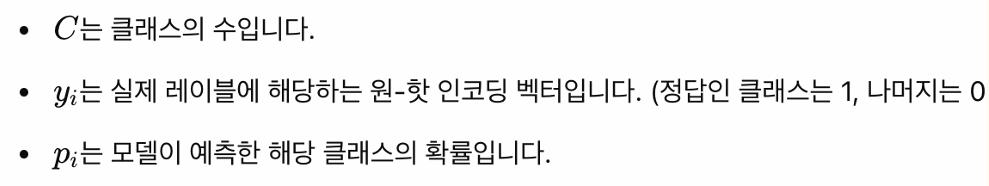 • C는 클래스의 수입니다.
• yᵢ는 실제 레이블에 해당하는 원-핫 인코딩 벡터입니다. (정답인 클래스는 1, 나머지는 0
• pᵢ는 모델이 예측한 해당 클래스의 확률입니다.